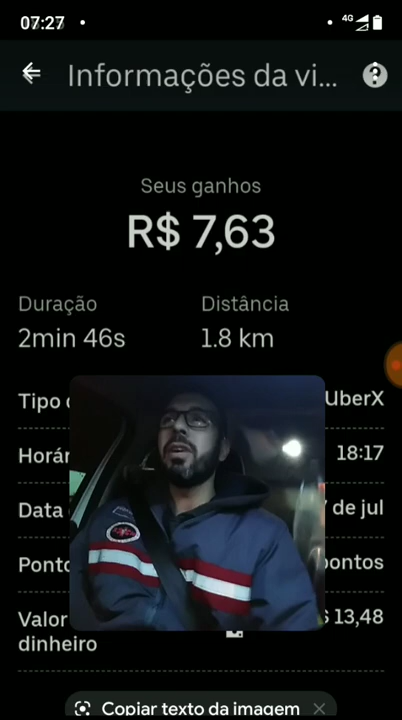 07:27
4G
Informações da vi...
Seus ganhos
R$ 7,63
Duração
Distância
2min 46s
1.8 km
Tipo
UberX
18:17
Data
de jul
pontos
Valor
13,48
dinheiro
Copiar texto da imagem